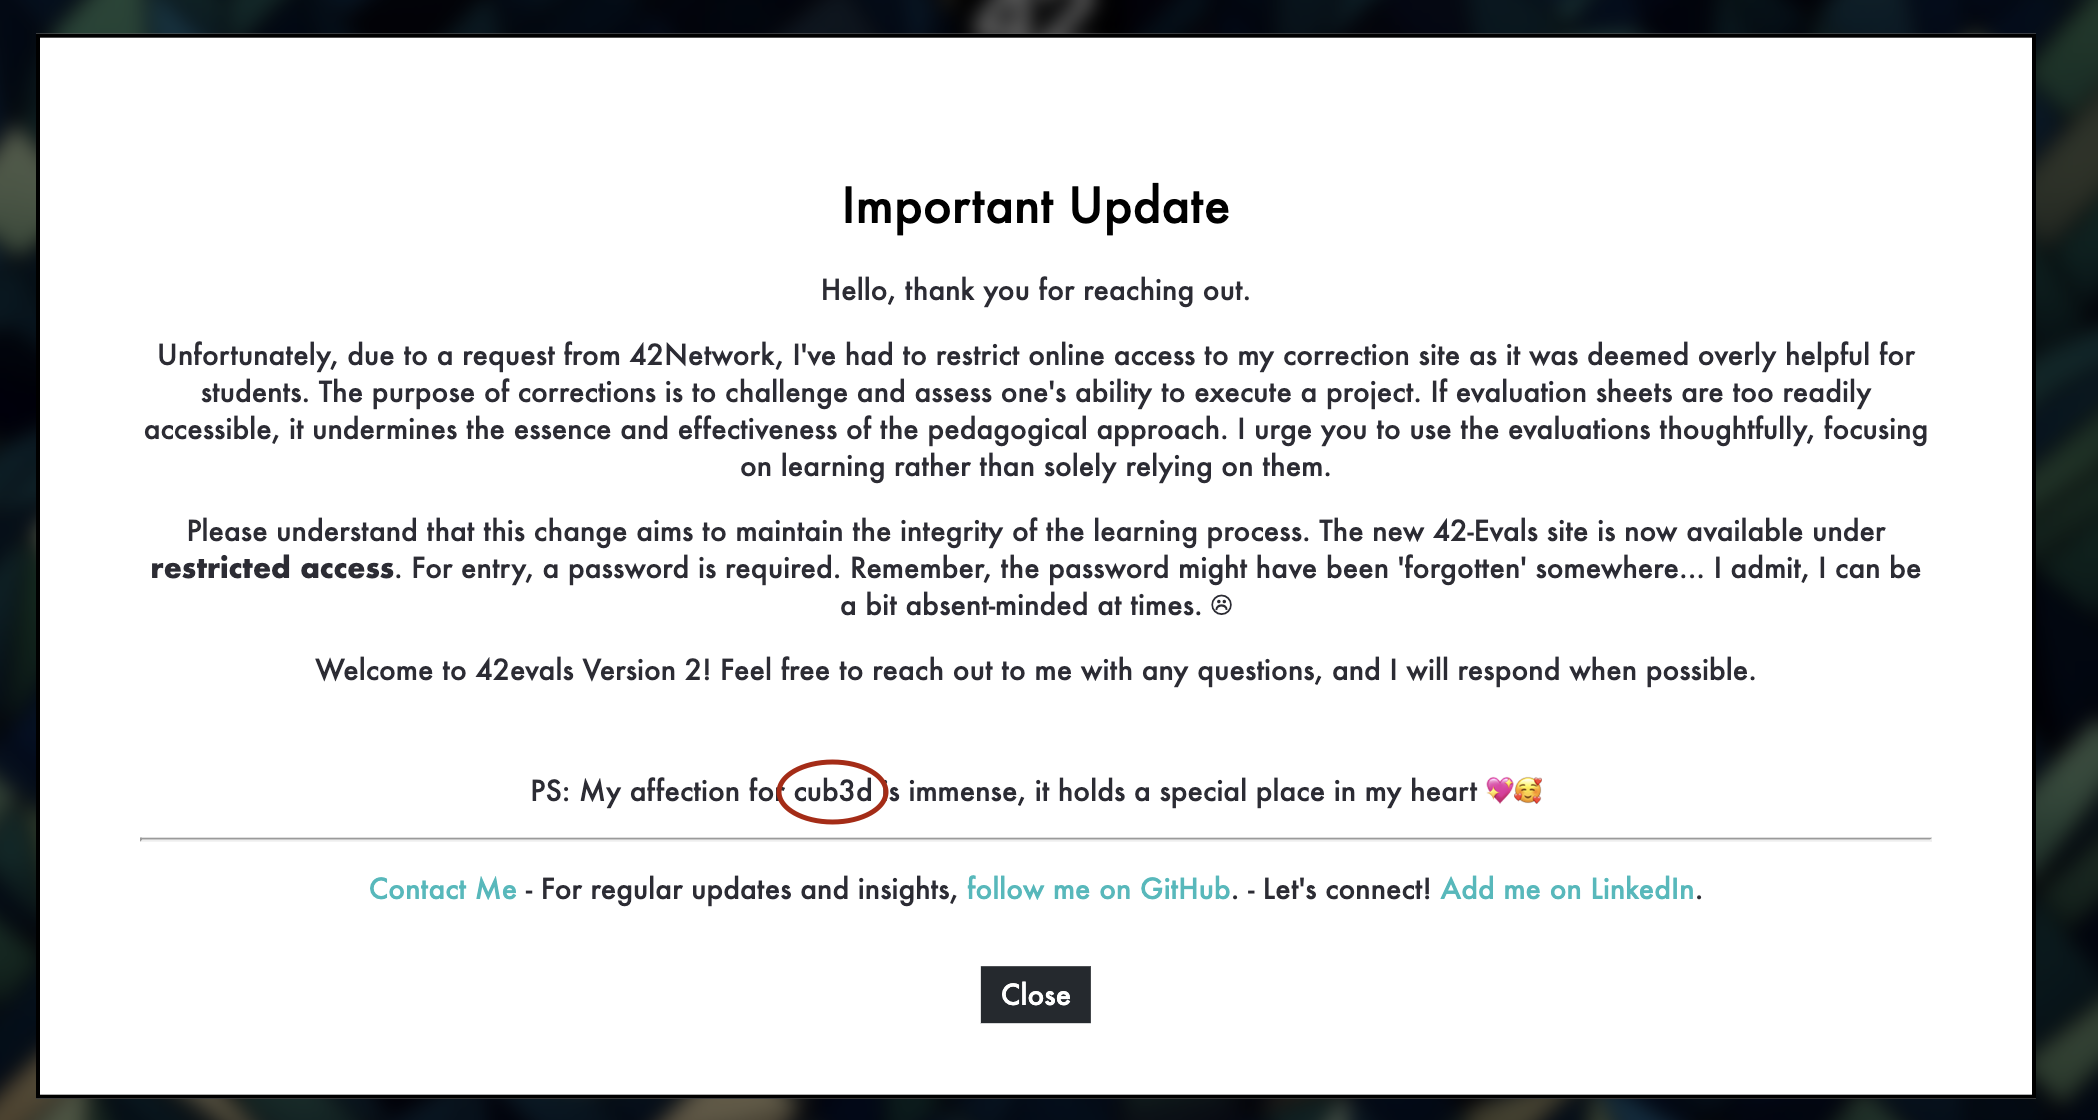 42
Important Update
Hello, thank you for reaching out.
Unfortunately, due to a request from 42Network, I've had to restrict online access to my correction site as it was deemed overly helpful for
students. The purpose of corrections is to challenge and assess one's ability to execute a project. If evaluation sheets are too readily
accessible, it undermines the essence and effectiveness of the pedagogical approach. I urge you to use the evaluations thoughtfully, focusing
on learning rather than solely relying on them.
Please understand that this change aims to maintain the integrity of the learning process. The new 42-Evals site is now available under
restricted access. For entry, a password is required. Remember, the password might have been 'forgotten' somewhere... I admit, I can be
a bit absent-minded at times. ☹
Welcome to 42evals Version 2! Feel free to reach out to me with any questions, and I will respond when possible.
PS: My affection for cub3d is immense, it holds a special place in my heart 💖🥰
Contact Me - For regular updates and insights, follow me on GitHub. - Let's connect! Add me on LinkedIn.
Close